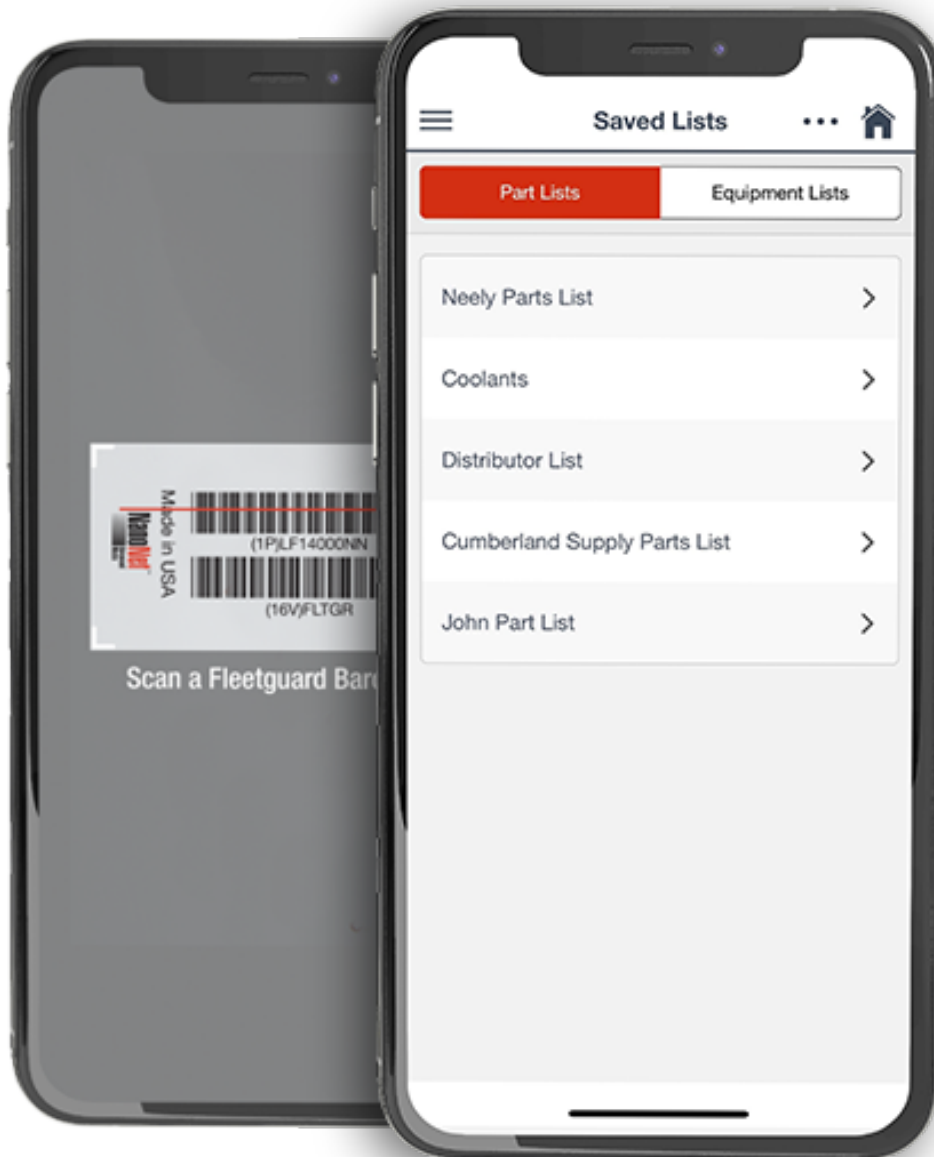 Made in USA
NanoNet
(1P)LF14000NN
(16V)FLTGR
Scan a Fleetguard
Saved Lists
Part Lists
Equipment Lists
Neely Parts List
Coolants
Distributor List
Cumberland Supply Parts List
John Part List